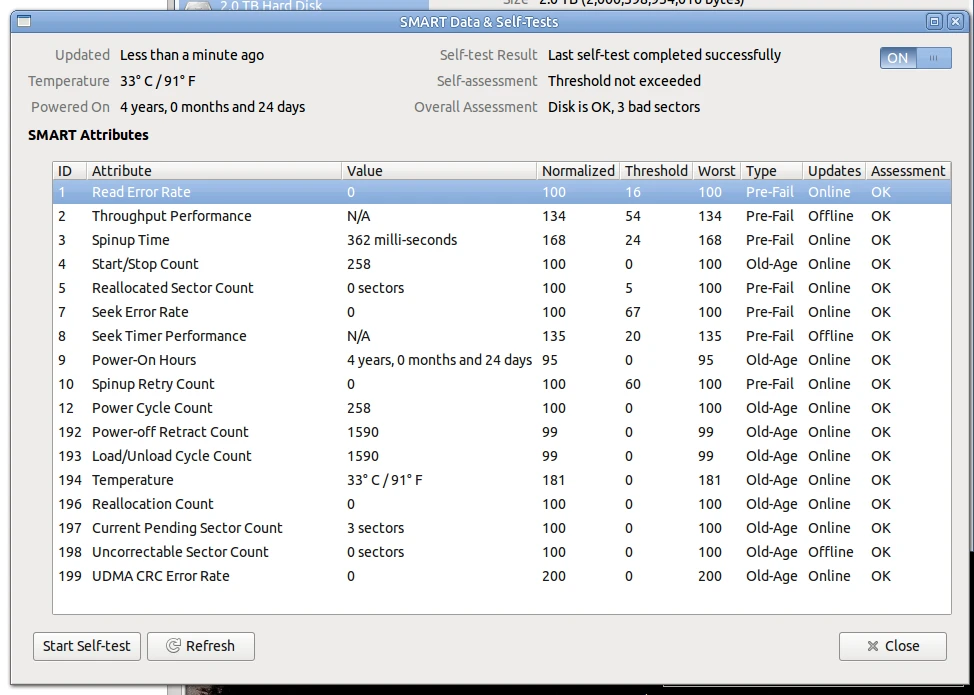 2.0 TB Hard Disk
SMART Data & Self-Tests
Updated Less than a minute ago Self-test Result Last self-test completed successfully ON
Temperature 33° C / 91° F Self-assessment Threshold not exceeded
Powered On 4 years, 0 months and 24 days Overall Assessment Disk is OK, 3 bad sectors
SMART Attributes
ID Attribute Value Normalized Threshold Worst Type Updates Assessment
1 Read Error Rate 0 100 16 100 Pre-Fail Online OK
2 Throughput Performance N/A 134 54 134 Pre-Fail Offline OK
3 Spinup Time 362 milli-seconds 168 24 168 Pre-Fail Online OK
4 Start/Stop Count 258 100 0 100 Old-Age Online OK
5 Reallocated Sector Count 0 sectors 100 5 100 Pre-Fail Online OK
7 Seek Error Rate 0 100 67 100 Pre-Fail Online OK
8 Seek Timer Performance N/A 135 20 135 Pre-Fail Offline OK
9 Power-On Hours 4 years, 0 months and 24 days 95 0 95 Old-Age Online OK
10 Spinup Retry Count 0 100 60 100 Pre-Fail Online OK
12 Power Cycle Count 258 100 0 100 Old-Age Online OK
192 Power-off Retract Count 1590 99 0 99 Old-Age Online OK
193 Load/Unload Cycle Count 1590 99 0 99 Old-Age Online OK
194 Temperature 33° C / 91° F 181 0 181 Old-Age Online OK
196 Reallocation Count 0 100 0 100 Old-Age Online OK
197 Current Pending Sector Count 3 sectors 100 0 100 Old-Age Online OK
198 Uncorrectable Sector Count 0 sectors 100 0 100 Old-Age Offline OK
199 UDMA CRC Error Rate 0 200 0 200 Old-Age Online OK
Start Self-test Refresh Close